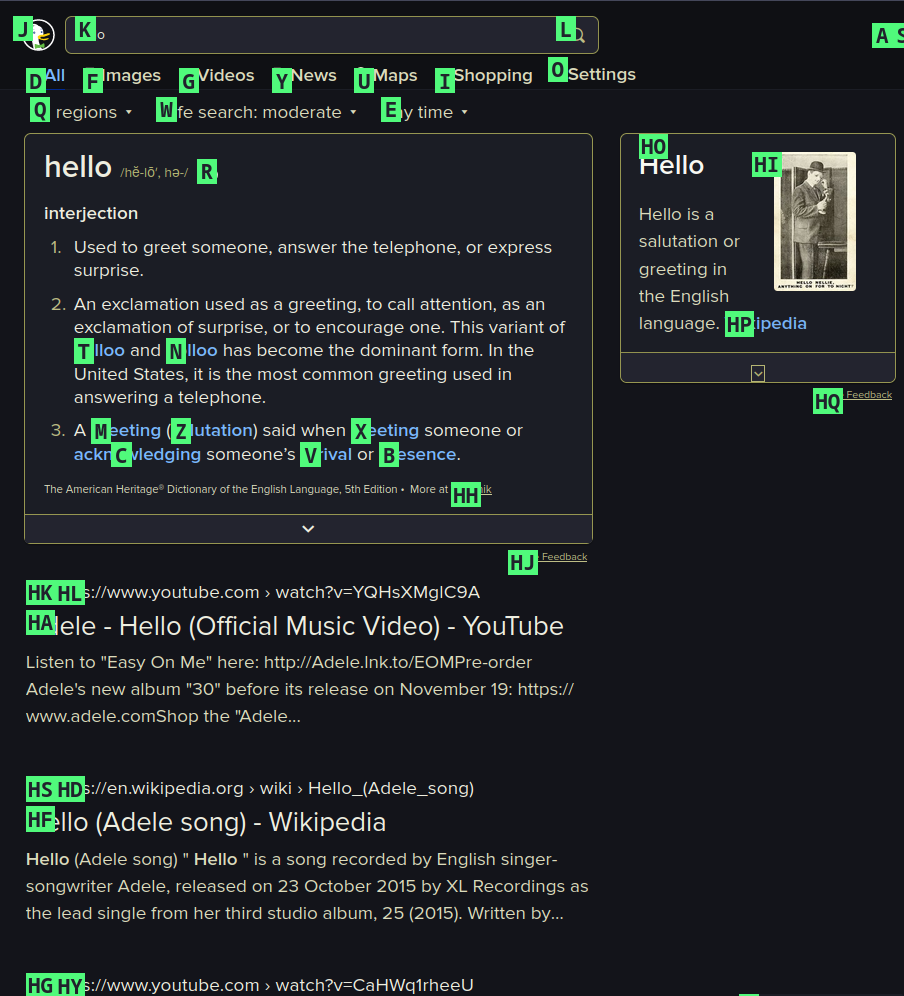 J K o L A S
D All F Images G Videos Y News U Maps I Shopping O Settings
Q regions W fe search: moderate E y time
hello /hĕ-lō′, hə-/ R
interjection
1. Used to greet someone, answer the telephone, or express
surprise.
2. An exclamation used as a greeting, to call attention, as an
exclamation of surprise, or to encourage one. This variant of
T lloo and N lloo has become the dominant form. In the
United States, it is the most common greeting used in
answering a telephone.
3. A M eeting (Z lutation) said when X eeting someone or
ackn C wledging someone's V rival or B esence.
The American Heritage® Dictionary of the English Language, 5th Edition • More at HH ik
HJ Feedback
HO
Hello HI
Hello is a
salutation or
greeting in
the English
language. HP ipedia
HELLO NELLIE,
ANYTHING ON FOR TO NIGHT?
HQ Feedback
HK HL s://www.youtube.com › watch?v=YQHsXMglC9A
HA dele - Hello (Official Music Video) - YouTube
Listen to "Easy On Me" here: http://Adele.lnk.to/EOMPre-order
Adele's new album "30" before its release on November 19: https://
www.adele.comShop the "Adele...
HS HD s://en.wikipedia.org › wiki › Hello_(Adele_song)
HF ello (Adele song) - Wikipedia
Hello (Adele song) " Hello " is a song recorded by English singer-
songwriter Adele, released on 23 October 2015 by XL Recordings as
the lead single from her third studio album, 25 (2015). Written by...
HG HY s://www.youtube.com › watch?v=CaHWq1rheeU